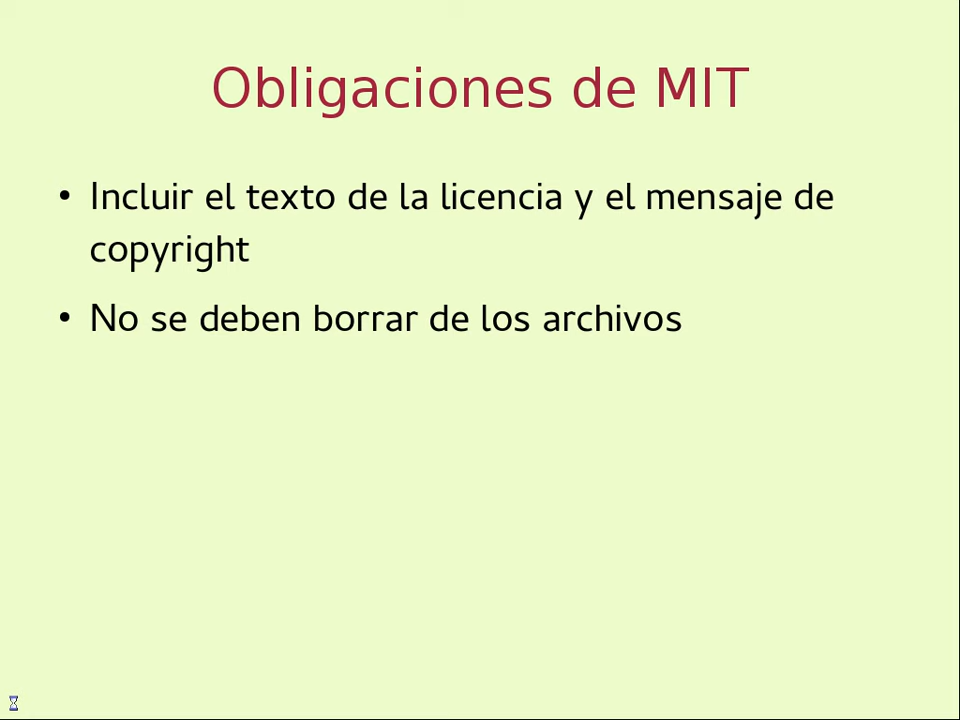 Obligaciones de MIT
• Incluir el texto de la licencia y el mensaje de
copyright
• No se deben borrar de los archivos